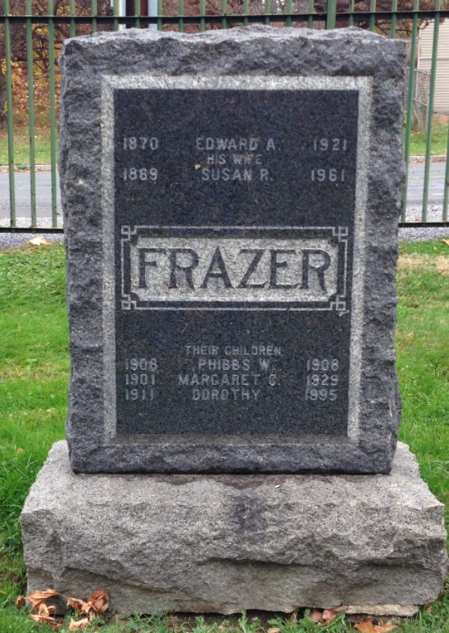 1870 EDWARD A. 1921
HIS WIFE
1869 SUSAN R. 1961
FRAZER
THEIR CHILDREN
1906 PHIBBS W. 1908
1901 MARGARET C. 1929
1911 DOROTHY 1995